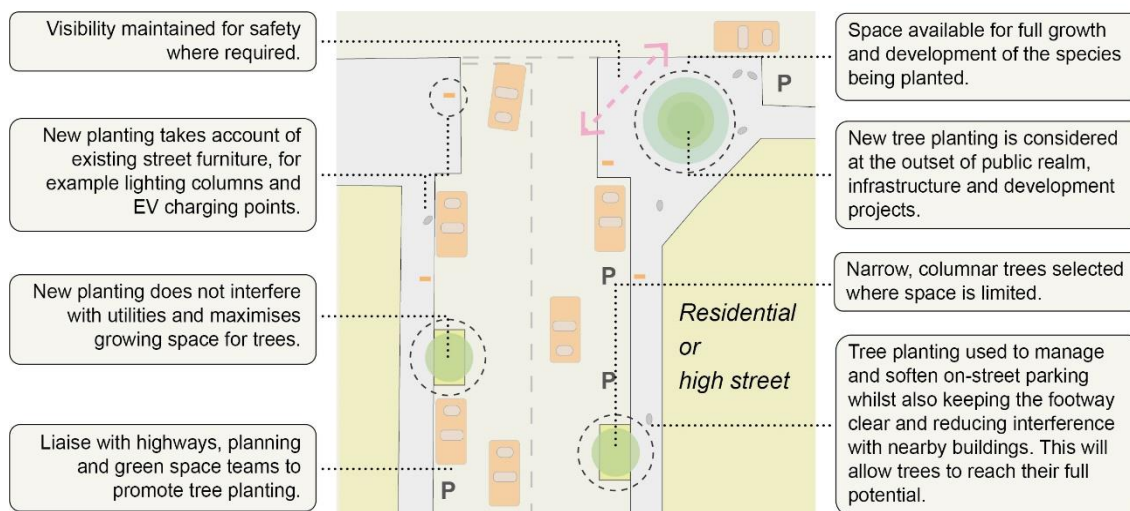 Visibility maintained for safety
where required.
New planting takes account of
existing street furniture, for
example lighting columns and
EV charging points.
New planting does not interfere
with utilities and maximises
growing space for trees.
Liaise with highways, planning
and green space teams to
promote tree planting.
P
P
P
P
Residential
or
high street
Space available for full growth
and development of the species
being planted.
New tree planting is considered
at the outset of public realm,
infrastructure and development
projects.
Narrow, columnar trees selected
where space is limited.
Tree planting used to manage
and soften on-street parking
whilst also keeping the footway
clear and reducing interference
with nearby buildings. This will
allow trees to reach their full
potential.